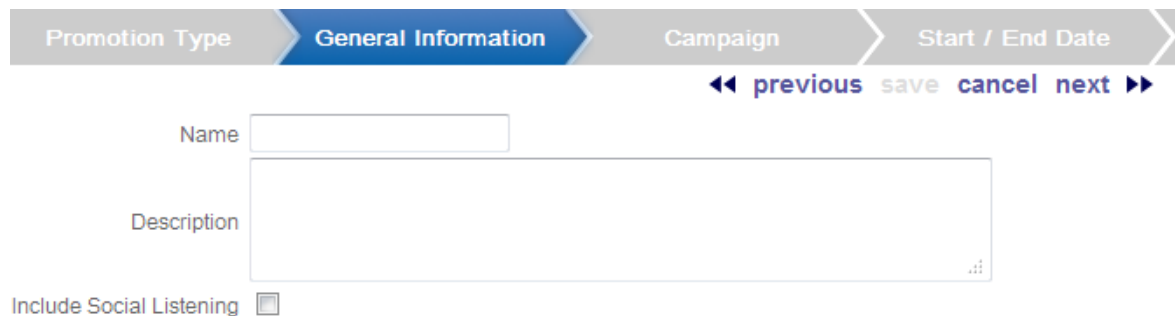 Promotion Type General Information Campaign Start / End Date
previous save cancel next
Name
Description
Include Social Listening